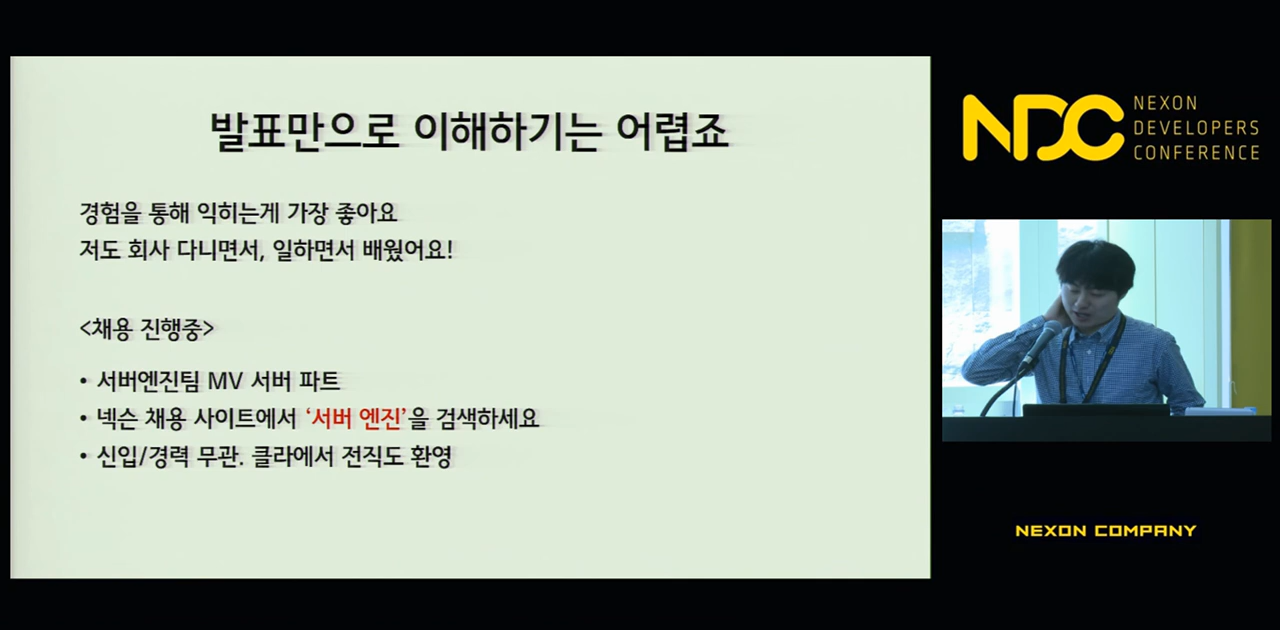 발표만으로 이해하기는 어렵죠
경험을 통해 익히는게 가장 좋아요
저도 회사 다니면서, 일하면서 배웠어요!
<채용 진행중>
• 서버엔진팀 MV 서버 파트
• 넥슨 채용 사이트에서 ‘서버 엔진’을 검색하세요
• 신입/경력 무관. 클라에서 전직도 환영
NDC
NEXON
DEVELOPERS
CONFERENCE
NEXON COMPANY